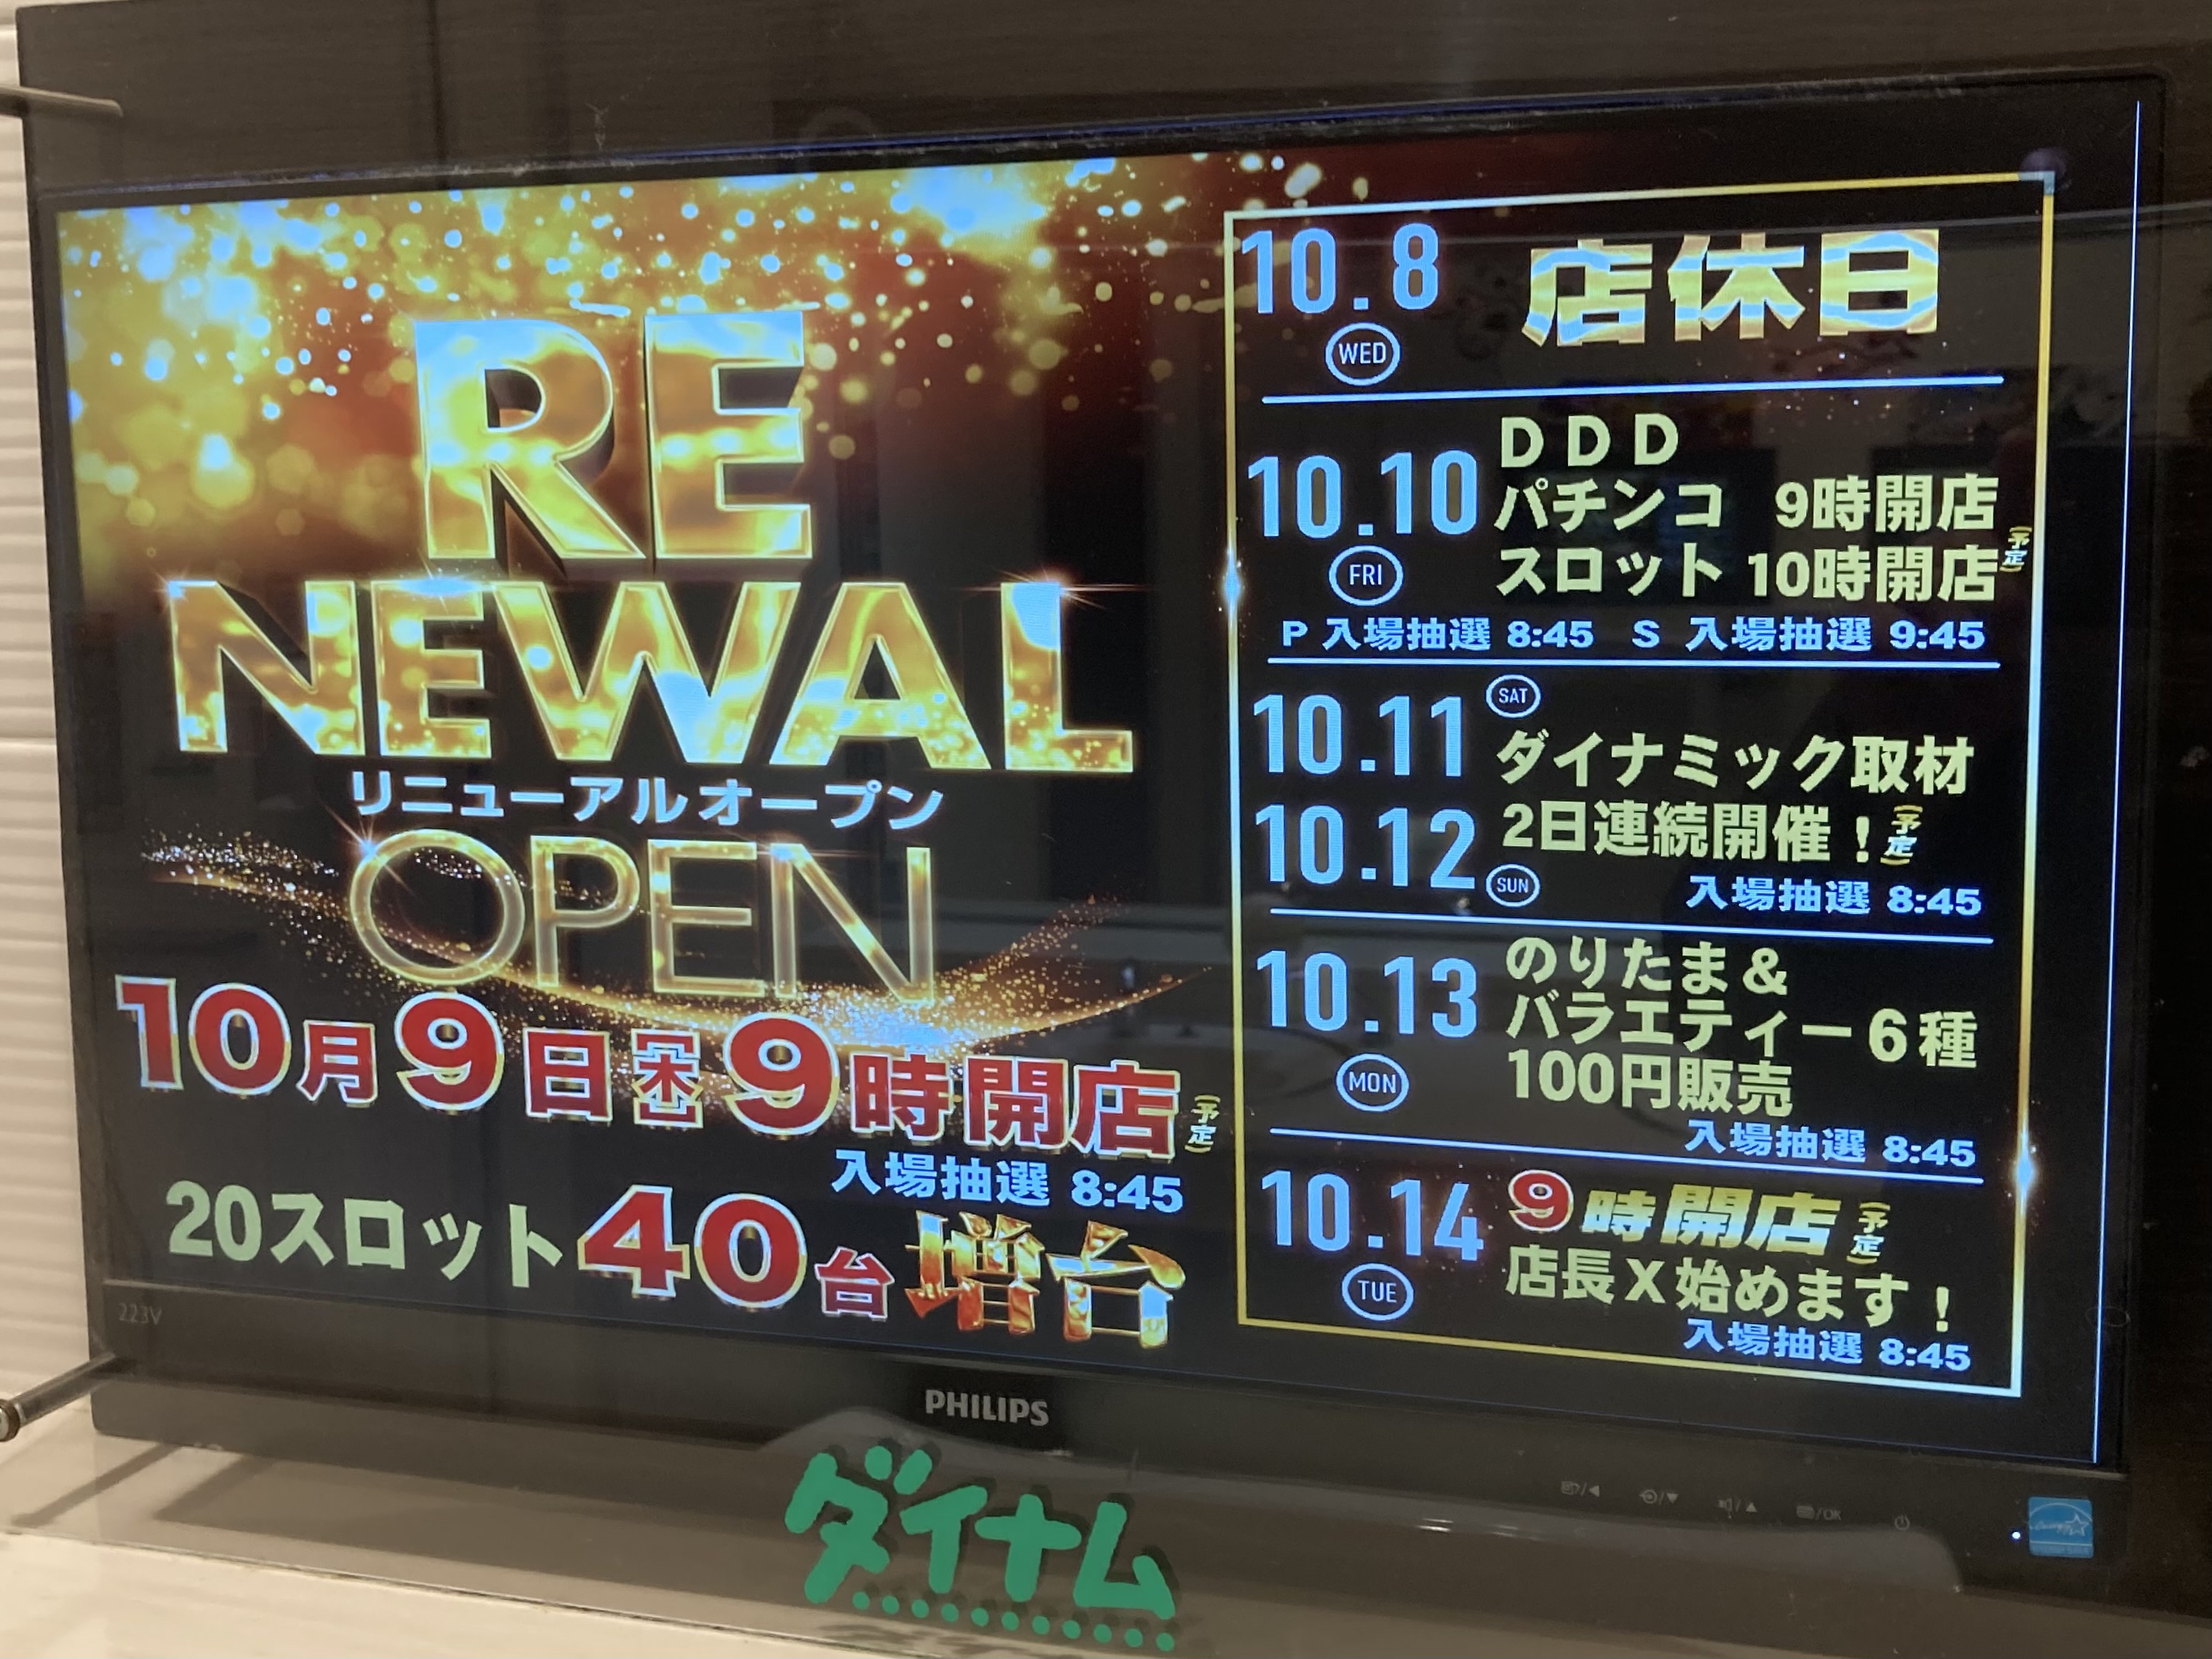 RE
NEWAL
リニューアルオープン
OPEN
10月9日(木)9時開店(予定)
入場抽選 8:45
20スロット40台増台
10.8
WED
店休日
10.10
FRI
DDD
パチンコ 9時開店
スロット10時開店(予定)
P 入場抽選 8:45 S 入場抽選 9:45
10.11 SAT
10.12 SUN
ダイナミック取材
2日連続開催!(予定)
入場抽選 8:45
10.13
MON
のりたま&
バラエティー6種
100円販売
入場抽選 8:45
10.14
TUE
9時開店(予定)
店長X始めます!
入場抽選 8:45
223V
PHILIPS
/OK
ダイナム